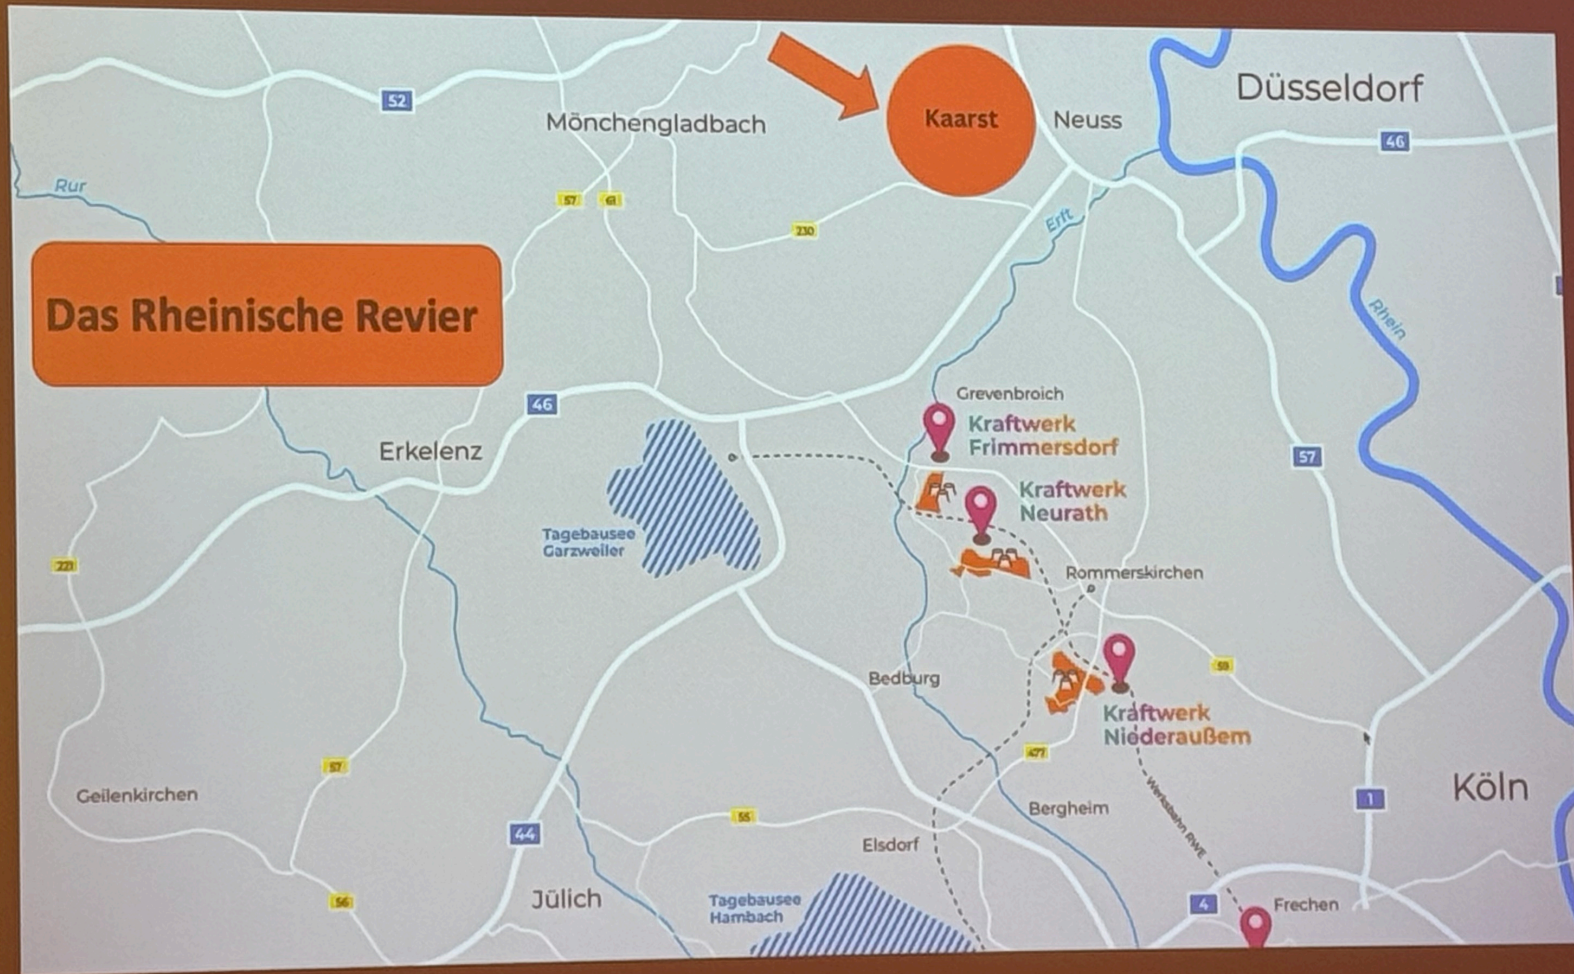 Düsseldorf
52
Kaarst
Neuss
Mönchengladbach
46
Rur
57
61
230
Erft
Das Rheinische Revier
Rhein
Grevenbroich
46
Kraftwerk
Frimmersdorf
Erkelenz
57
Kraftwerk
Neurath
Tagebausee
Garzweiler
221
Rommerskirchen
59
Bedburg
Kraftwerk
Niederaußem
477
57
Geilenkirchen
Köln
1
Bergheim
Werksbahn RWE
55
44
Elsdorf
Jülich
56
Tagebausee
Hambach
4
Frechen